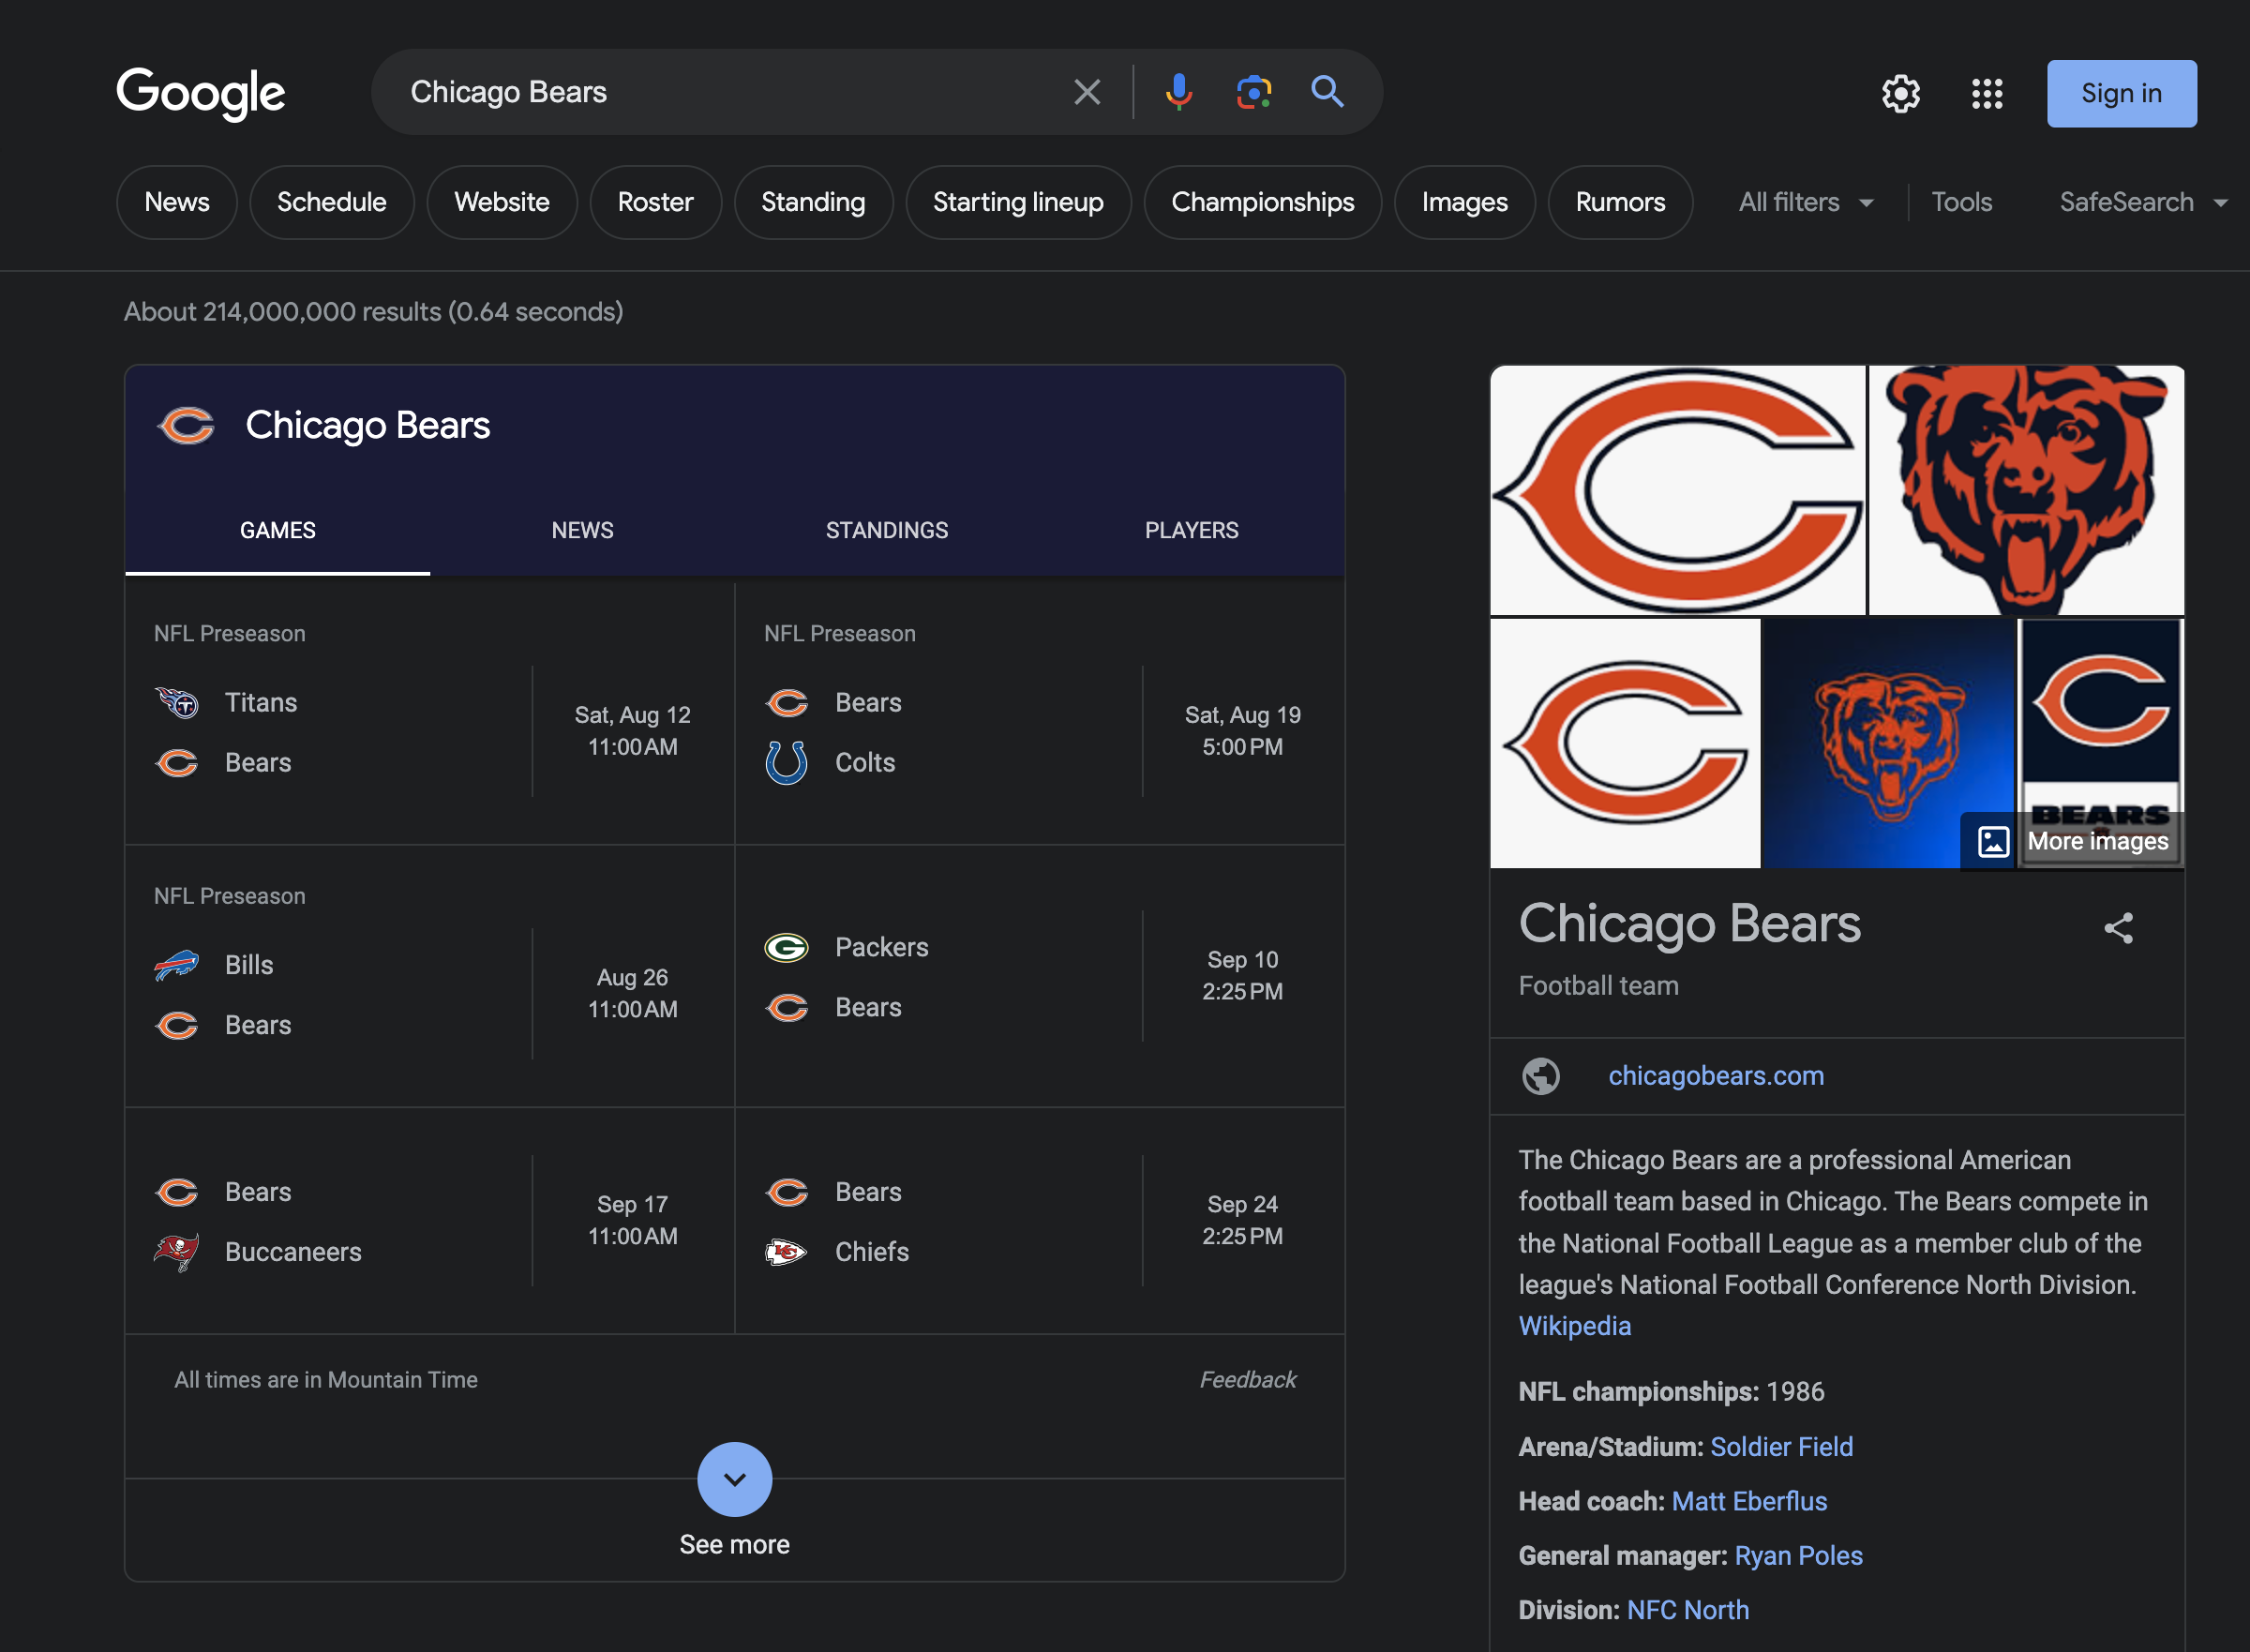 Google
Chicago Bears
Sign in
News
Schedule
Website
Roster
Standing
Starting lineup
Championships
Images
Rumors
All filters
Tools
SafeSearch
About 214,000,000 results (0.64 seconds)
Chicago Bears
GAMES
NEWS
STANDINGS
PLAYERS
NFL Preseason
Titans
Bears
Sat, Aug 12
11:00 AM
NFL Preseason
Bears
Colts
Sat, Aug 19
5:00 PM
NFL Preseason
Bills
Bears
Aug 26
11:00 AM
Packers
Bears
Sep 10
2:25 PM
Bears
Buccaneers
Sep 17
11:00 AM
Bears
Chiefs
Sep 24
2:25 PM
All times are in Mountain Time
Feedback
See more
BEARS
More images
Chicago Bears
Football team
chicagobears.com
The Chicago Bears are a professional American
football team based in Chicago. The Bears compete in
the National Football League as a member club of the
league's National Football Conference North Division.
Wikipedia
NFL championships: 1986
Arena/Stadium: Soldier Field
Head coach: Matt Eberflus
General manager: Ryan Poles
Division: NFC North